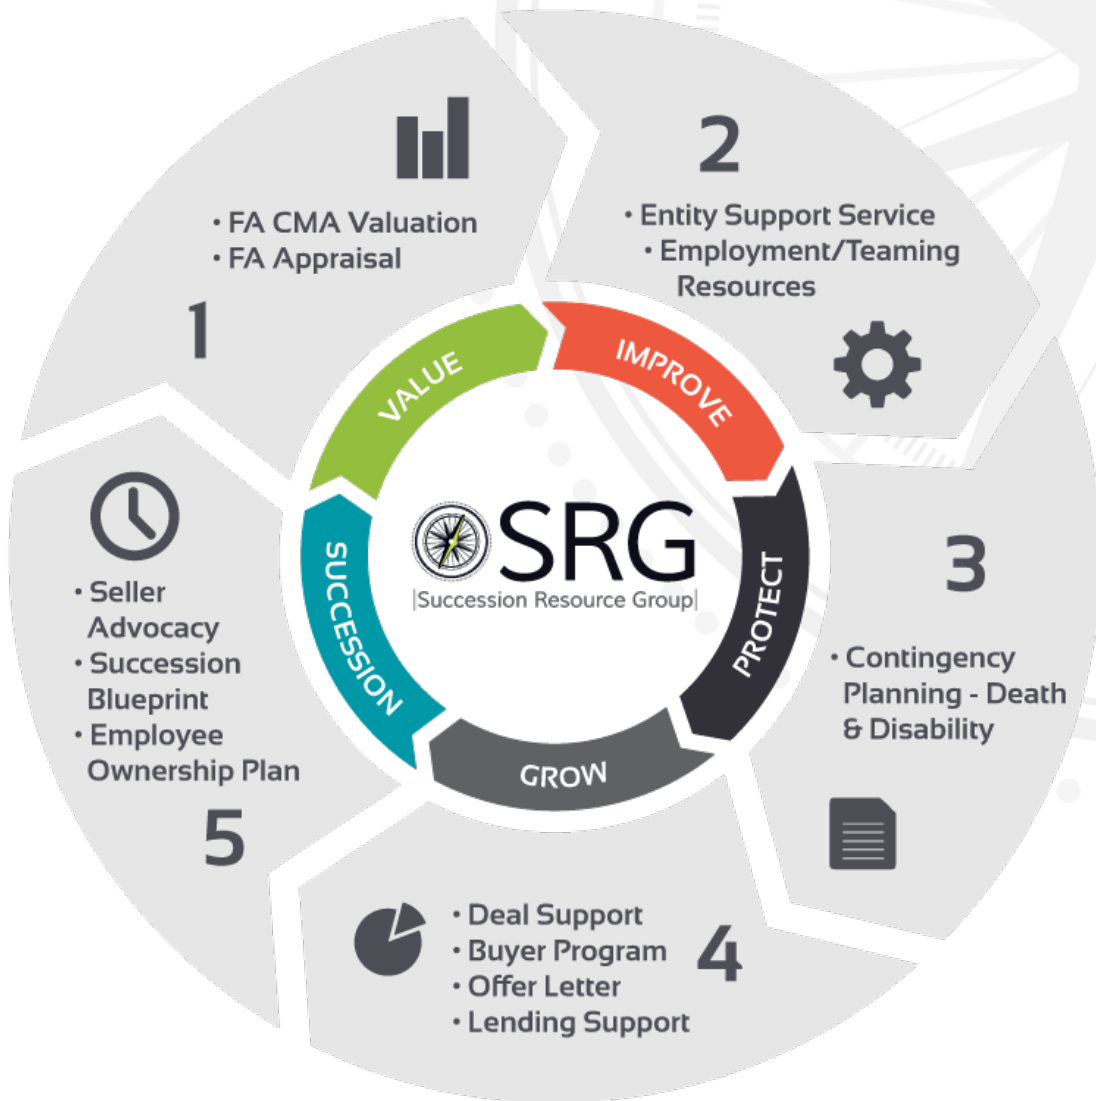 1
• FA CMA Valuation
• FA Appraisal
VALUE
2
• Entity Support Service
• Employment/Teaming
Resources
IMPROVE
3
• Contingency
Planning - Death
& Disability
PROTECT
4
• Deal Support
• Buyer Program
• Offer Letter
• Lending Support
GROW
5
• Seller
Advocacy
• Succession
Blueprint
• Employee
Ownership Plan
SUCCESSION
SRG
|Succession Resource Group|